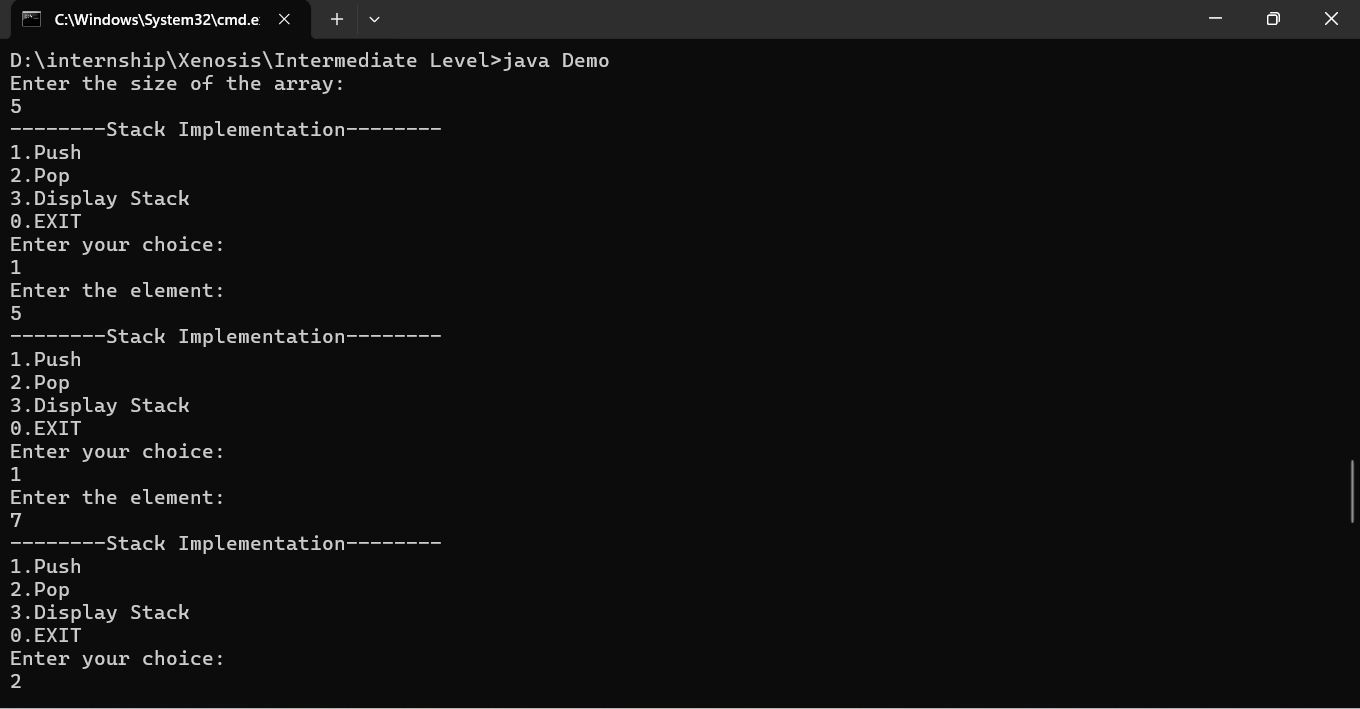 C:\Windows\System32\cmd.e
D:\internship\Xenosis\Intermediate Level>java Demo
Enter the size of the array:
5
--------Stack Implementation--------
1.Push
2.Pop
3.Display Stack
0.EXIT
Enter your choice:
1
Enter the element:
5
--------Stack Implementation--------
1.Push
2.Pop
3.Display Stack
0.EXIT
Enter your choice:
1
Enter the element:
7
--------Stack Implementation--------
1.Push
2.Pop
3.Display Stack
0.EXIT
Enter your choice:
2